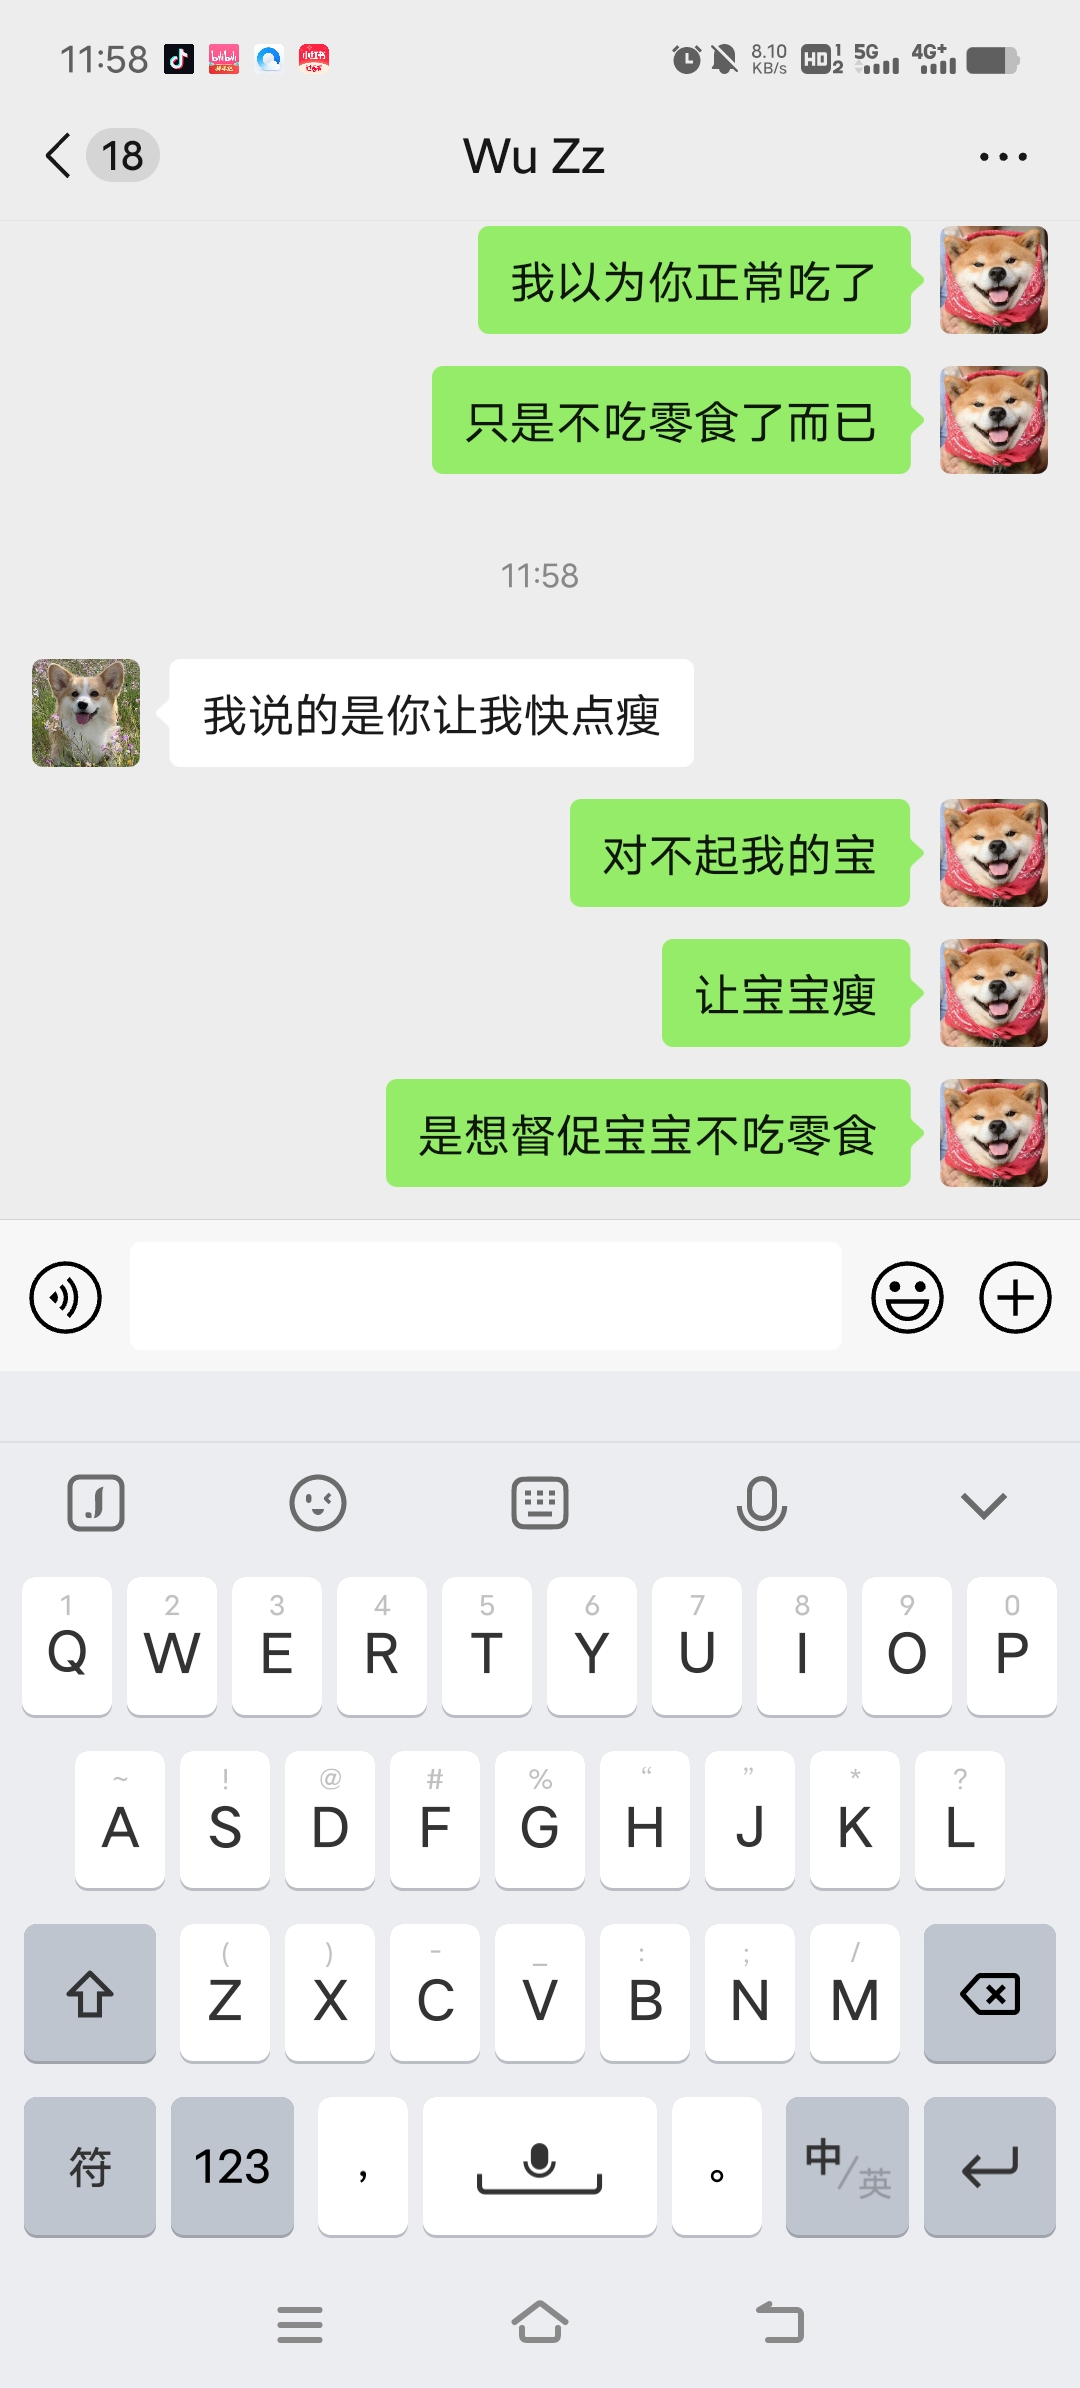 11:58
8.10
KB/s
HD 1
2
5G
4G+
18
Wu Zz
我以为你正常吃了
只是不吃零食了而已
11:58
我说的是你让我快点瘦
对不起我的宝
让宝宝瘦
是想督促宝宝不吃零食
1 2 3 4 5 6 7 8 9 0
Q W E R T Y U I O P
~ ! @ # % “ ” * ?
A S D F G H J K L
( ) - _ : ; /
Z X C V B N M
符 123 , 。 中/英